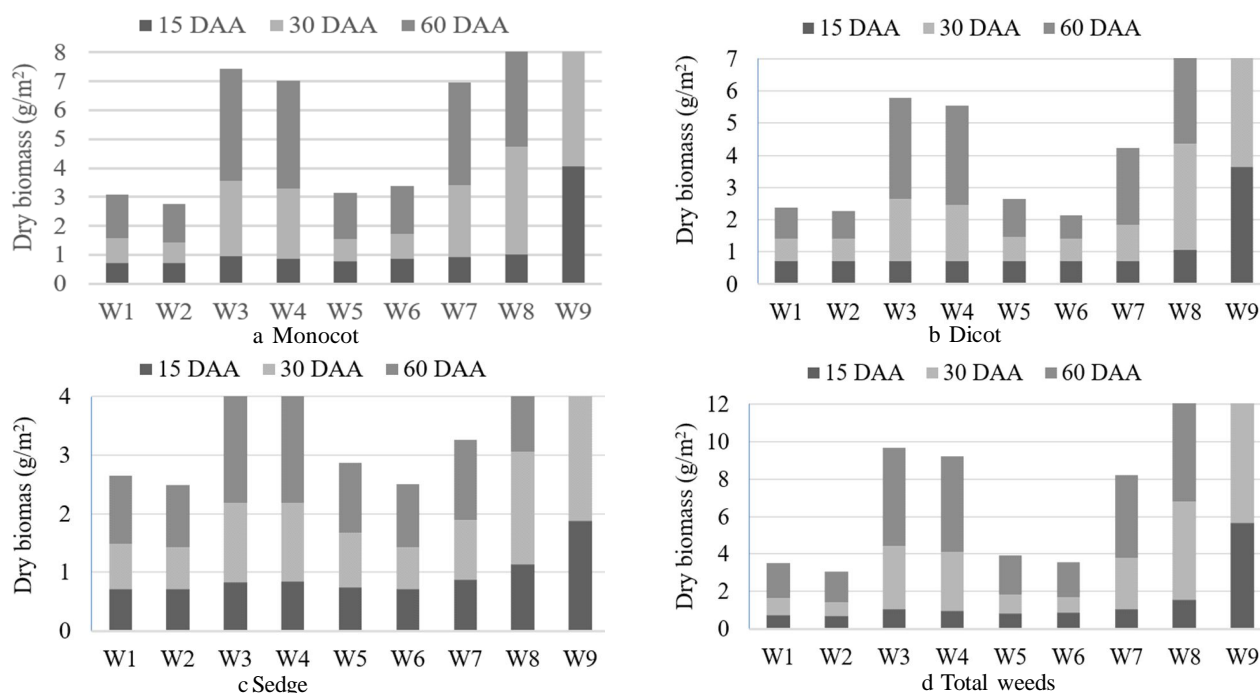 15 DAA 30 DAA 60 DAA
Dry biomass (g/m²)
8
7
6
5
4
3
2
1
0
W1 W2 W3 W4 W5 W6 W7 W8 W9
a Monocot
15 DAA 30 DAA 60 DAA
Dry biomass (g/m²)
7
6
5
4
3
2
1
0
W1 W2 W3 W4 W5 W6 W7 W8 W9
b Dicot
15 DAA 30 DAA 60 DAA
Dry biomas (g/m²)
4
3
2
1
0
W1 W2 W3 W4 W5 W6 W7 W8 W9
c Sedge
15 DAA 30 DAA 60 DAA
Dry biomass (g/m²)
12
10
8
6
4
2
0
W1 W2 W3 W4 W5 W6 W7 W8 W9
d Total weeds